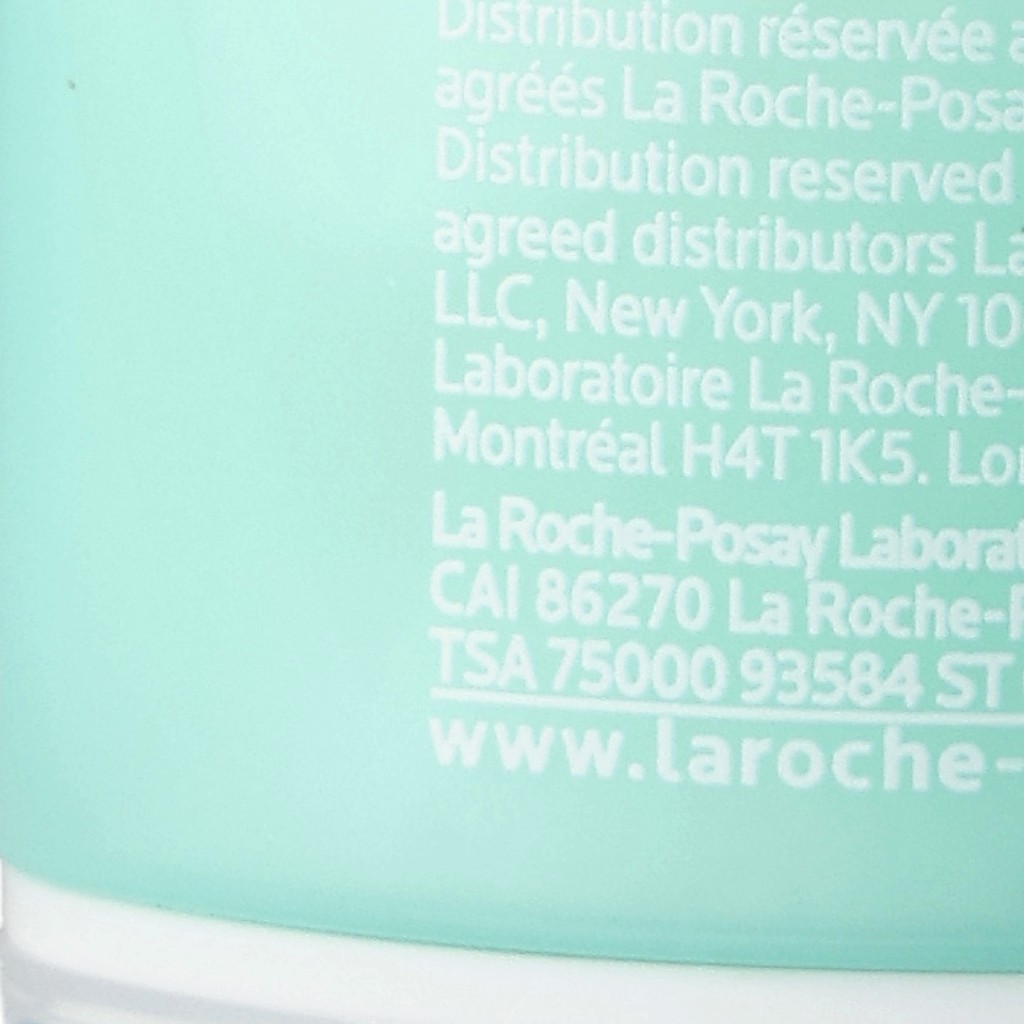 Distribution réservée
agréés La Roche-Posa
Distribution reserved
agreed distributors La
LLC, New York, NY 10
Laboratoire La Roche-
Montréal H4T 1K5. Lo
La Roche-Posay Laborat
CAI 86270 La Roche-
TSA 75000 93584 ST
www.laroche-